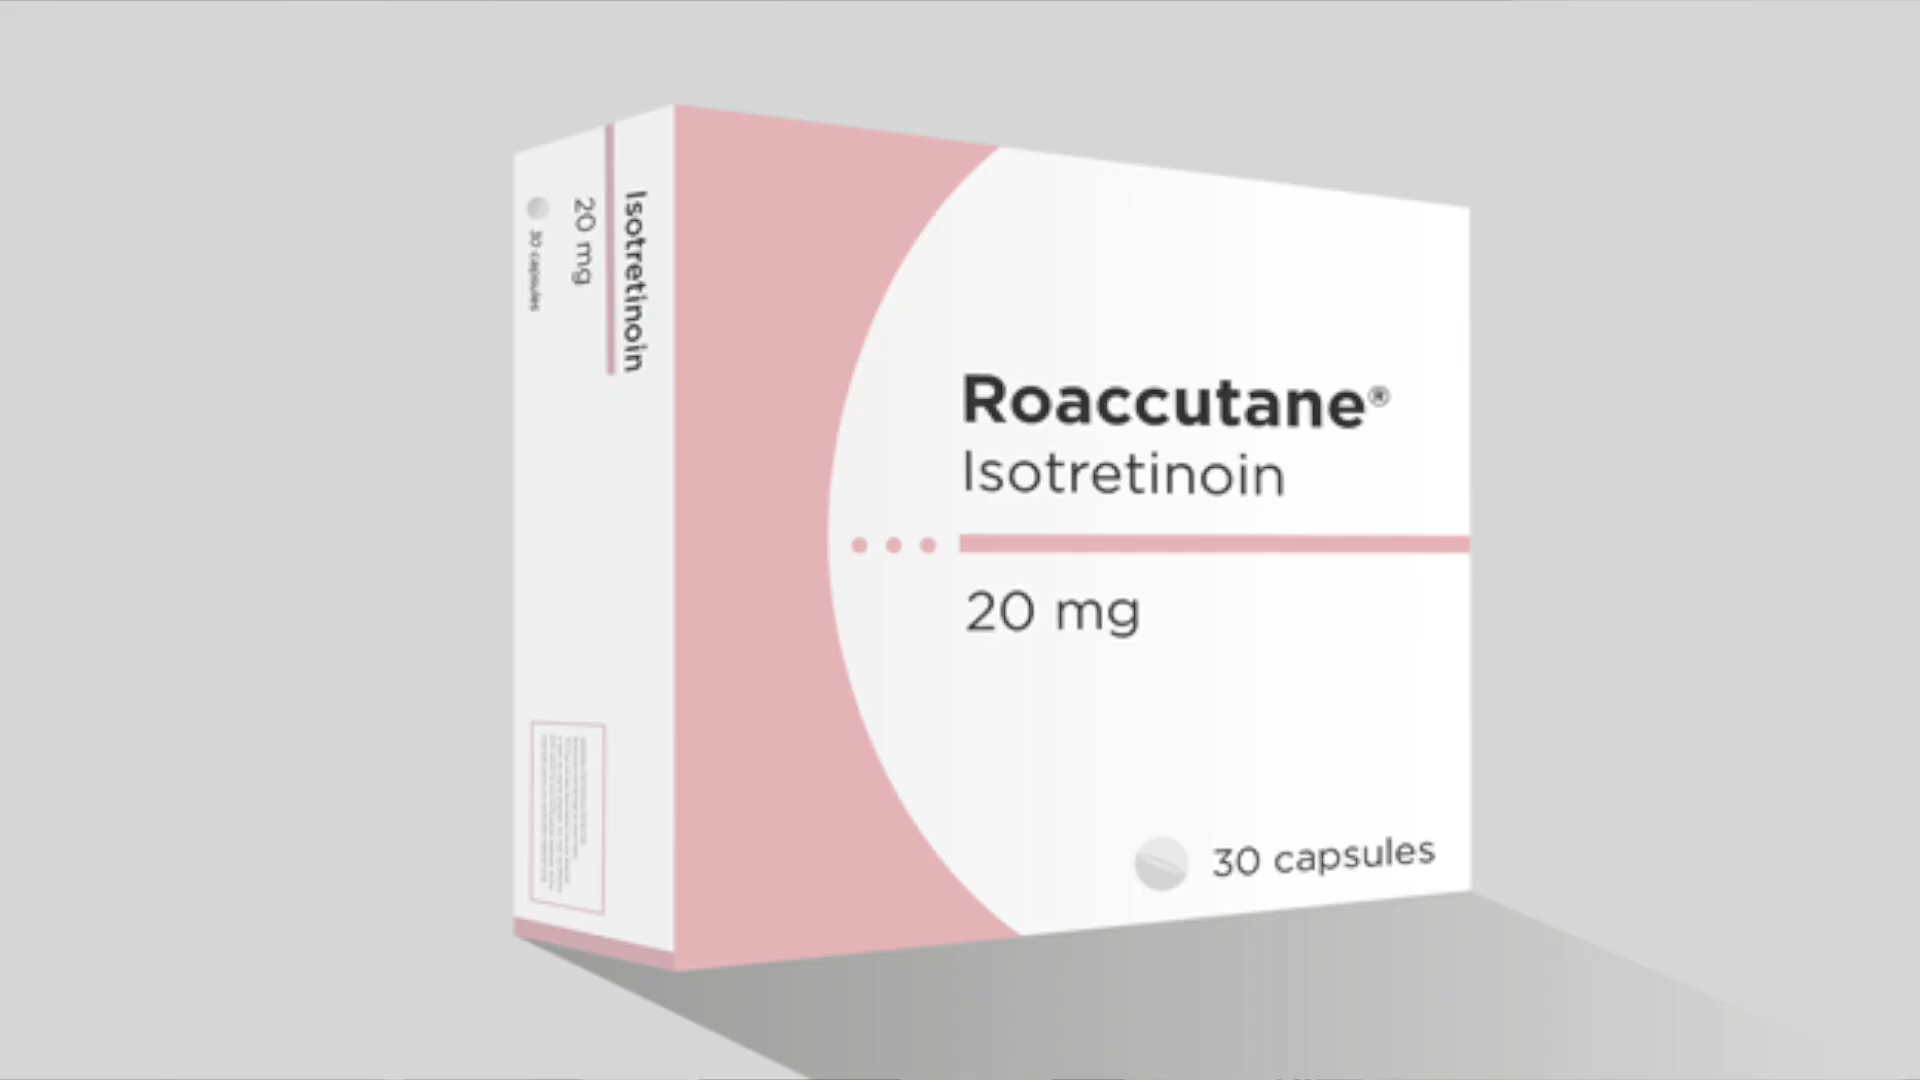 Isotretinoin
20 mg
30 capsules
Roaccutane®
Isotretinoin
20 mg
30 capsules